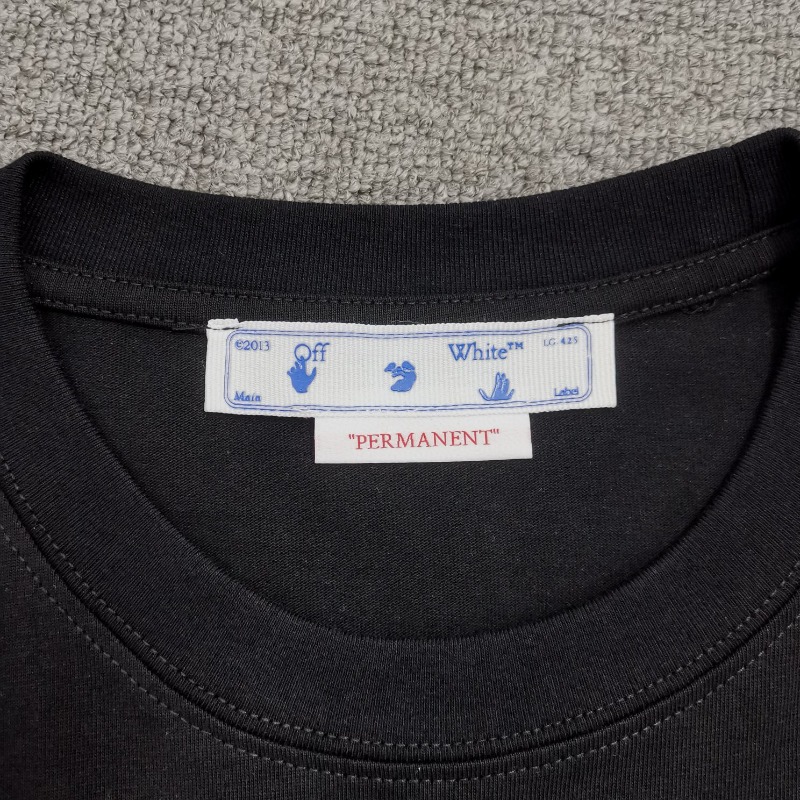 ©2013 Off White™ LG. 425
Main Label
"PERMANENT"